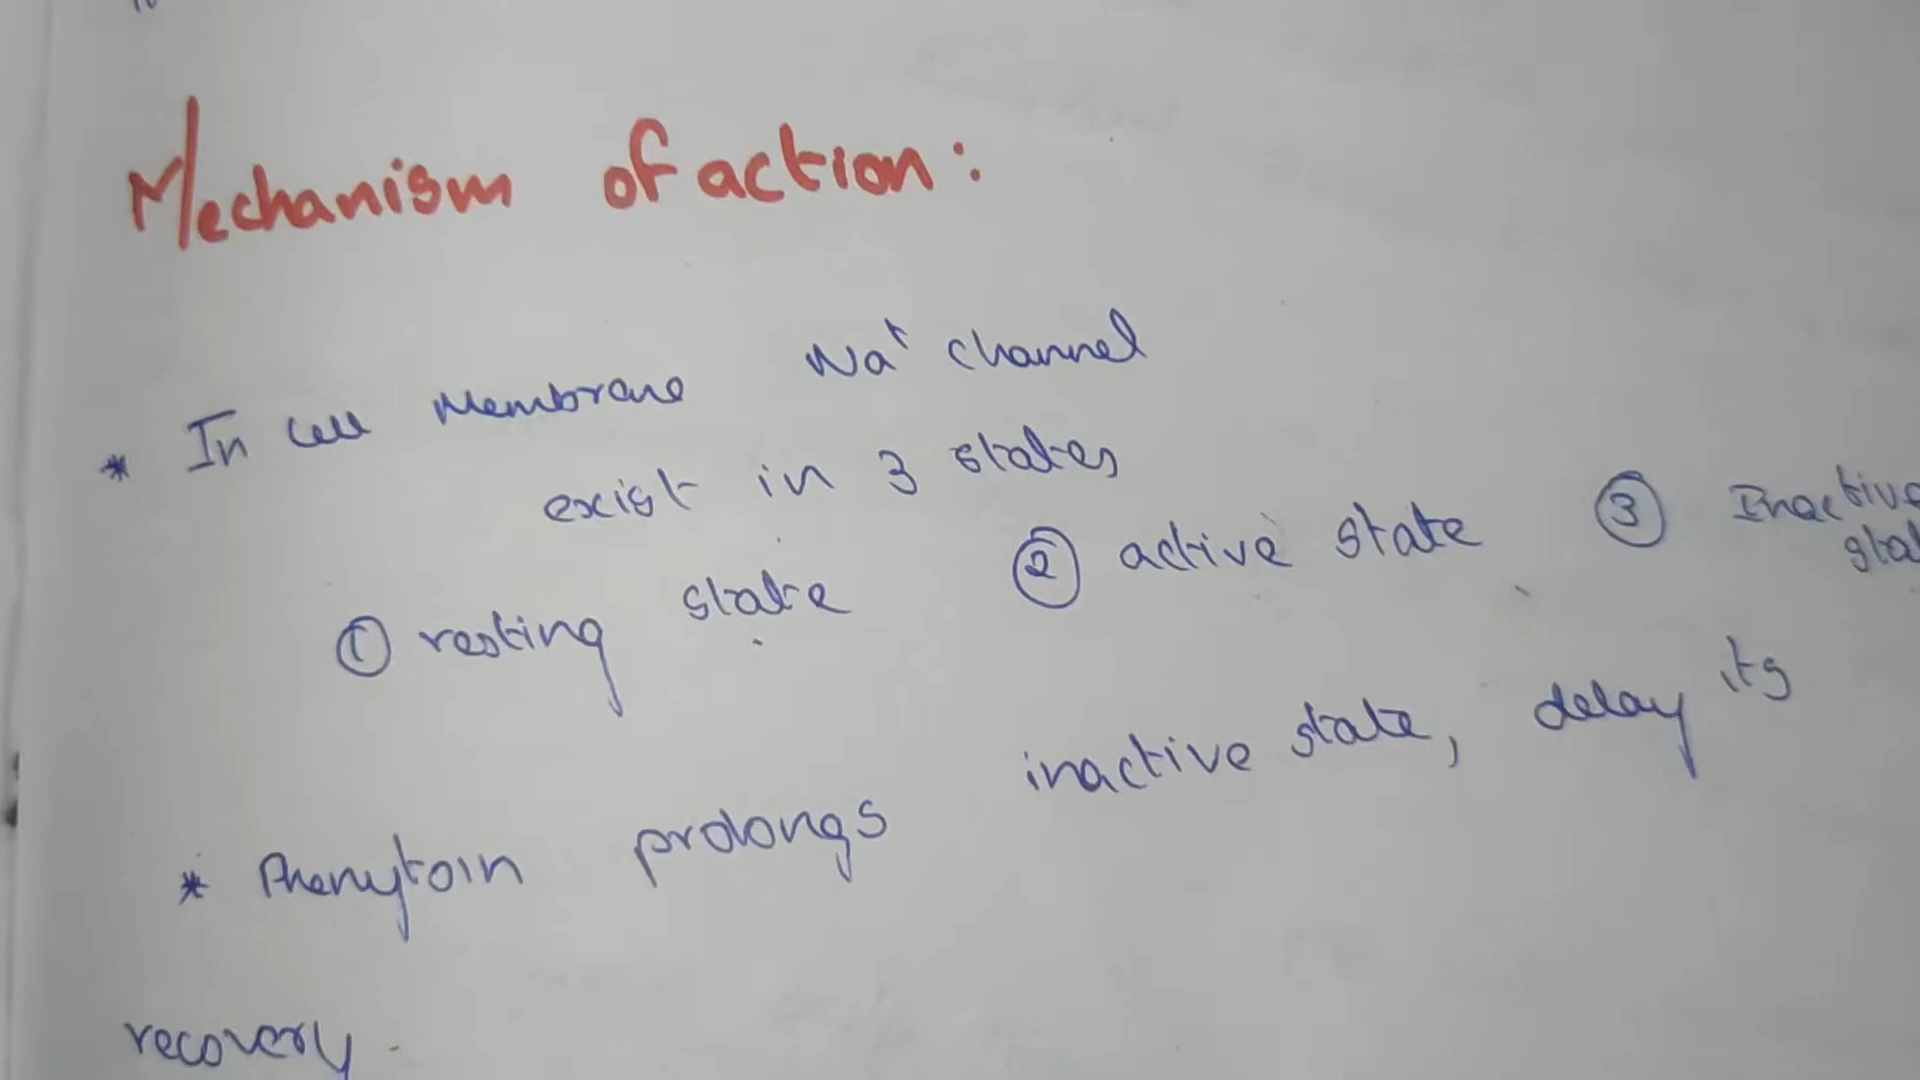 Mechanism of action:
* In cell Membrane Na+ channel
exist in 3 states
① resting state ② active state ③ Inactive
sta
* Phenytoin prolongs inactive state, delay its
recovery.